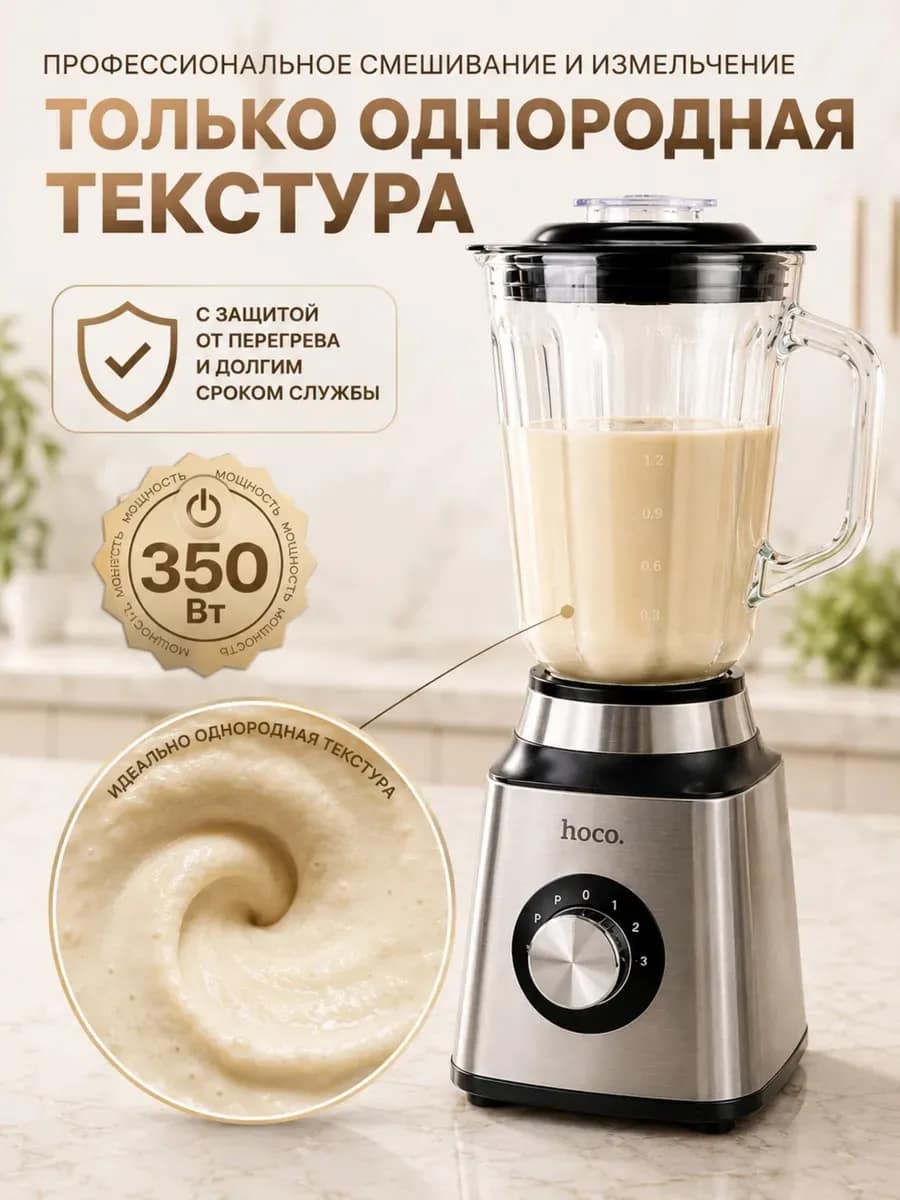 ПРОФЕССИОНАЛЬНОЕ СМЕШИВАНИЕ И ИЗМЕЛЬЧЕНИЕ
ТОЛЬКО ОДНОРОДНАЯ
ТЕКСТУРА
С ЗАЩИТОЙ
ОТ ПЕРЕГРЕВА
И ДОЛГИМ
СРОКОМ СЛУЖБЫ
МОЩНОСТЬ МОЩНОСТЬ МОЩНОСТЬ МОЩНОСТЬ МОЩНОСТЬ
350
Вт
ИДЕАЛЬНО ОДНОРОДНАЯ ТЕКСТУРА
1.2
0.9
0.6
0.3
hoco.
P P 0 1 2 3